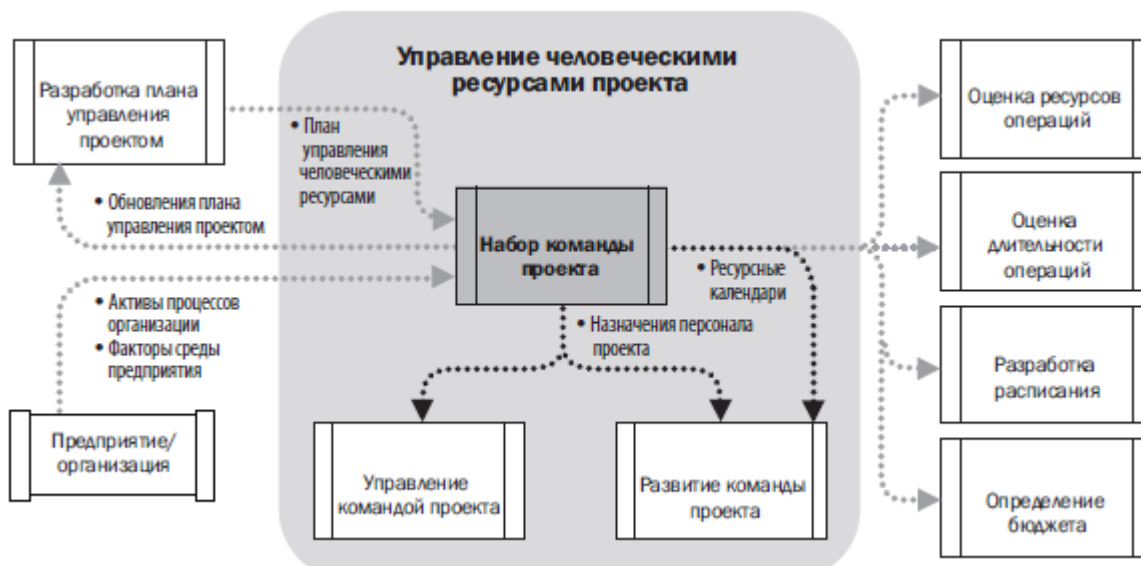 Управление человеческими
ресурсами проекта
Разработка плана
управления
проектом
• План
управления
человеческими
ресурсами
• Обновления плана
управления проектом
Набор команды
проекта
• Ресурсные
календари
• Активы процессов
организации
• Факторы среды
предприятия
• Назначения персонала
проекта
Предприятие/
организация
Управление
командой проекта
Развитие команды
проекта
Оценка ресурсов
операций
Оценка
длительности
операций
Разработка
расписания
Определение
бюджета